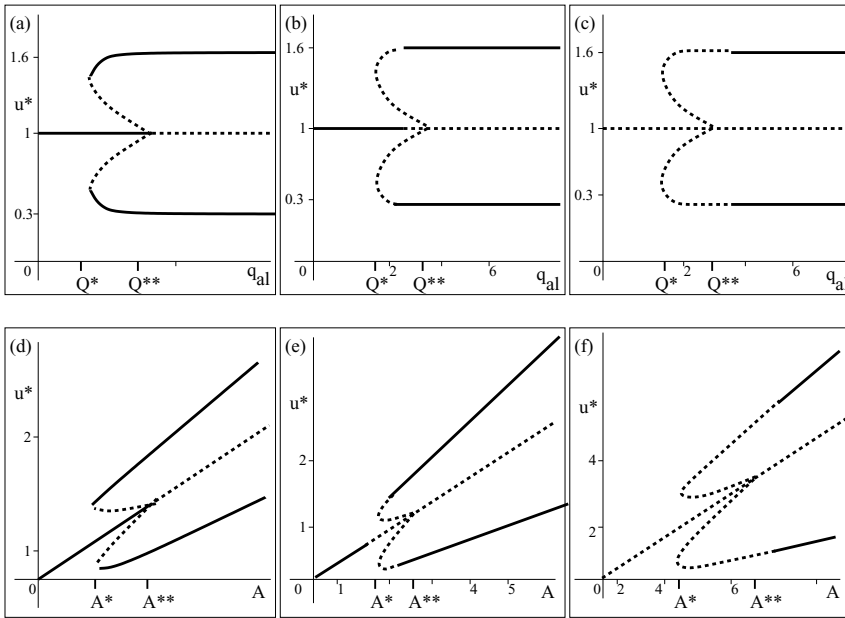 (a)
1.6
u*
1
0.3
0
Q*
Q**
q_al
(b)
1.6
u*
1
0.3
0
2
6
Q*
Q**
q_al
(c)
1.6
u*
1
0.3
0
2
6
Q*
Q**
q_al
(d)
u*
2
1
0
A*
A**
A
(e)
u*
2
1
0
1
4
5
A*
A**
A
(f)
u*
4
2
0
2
4
6
A*
A**
A